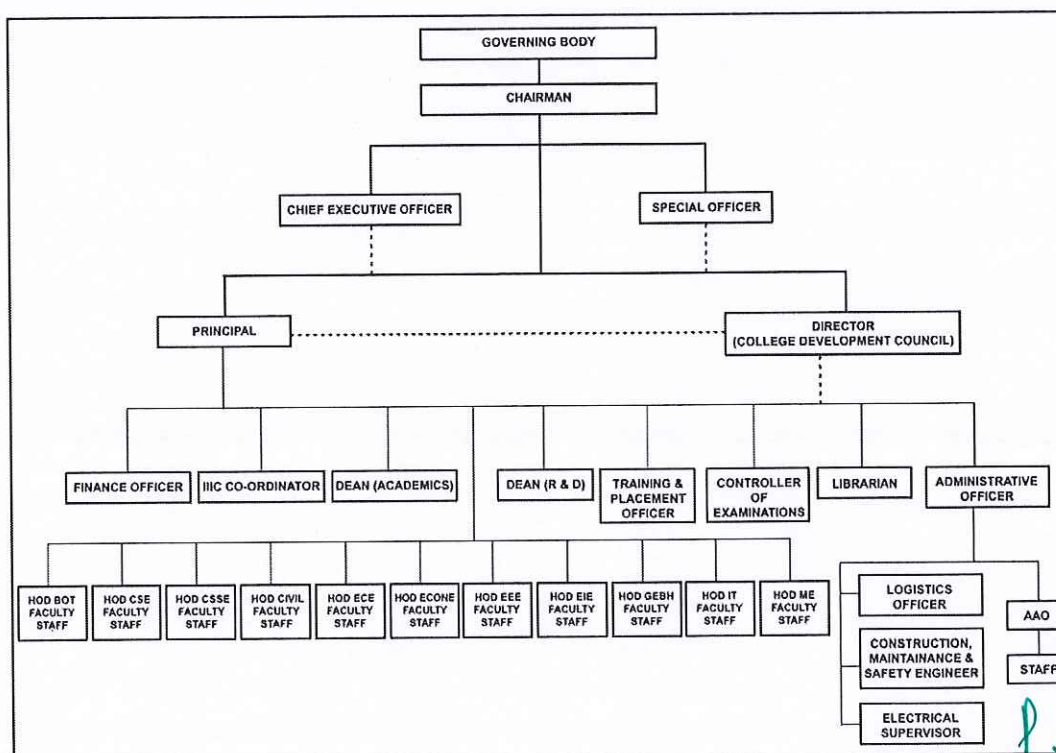 GOVERNING BODY
CHAIRMAN
CHIEF EXECUTIVE OFFICER
SPECIAL OFFICER
PRINCIPAL
DIRECTOR
(COLLEGE DEVELOPMENT COUNCIL)
FINANCE OFFICER
IIIC CO-ORDINATOR
DEAN (ACADEMICS)
DEAN (R & D)
TRAINING &
PLACEMENT
OFFICER
CONTROLLER
OF
EXAMINATIONS
LIBRARIAN
ADMINISTRATIVE
OFFICER
HOD BOT
FACULTY
STAFF
HOD CSE
FACULTY
STAFF
HOD CSSE
FACULTY
STAFF
HOD CIVIL
FACULTY
STAFF
HOD ECE
FACULTY
STAFF
HOD ECONE
FACULTY
STAFF
HOD EEE
FACULTY
STAFF
HOD EIE
FACULTY
STAFF
HOD GEBH
FACULTY
STAFF
HOD IT
FACULTY
STAFF
HOD ME
FACULTY
STAFF
LOGISTICS
OFFICER
CONSTRUCTION,
MAINTAINANCE &
SAFETY ENGINEER
ELECTRICAL
SUPERVISOR
AAO
STAFF